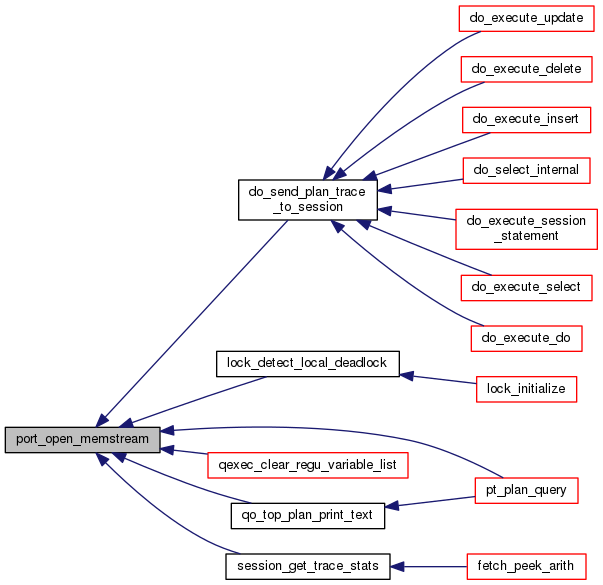 do_execute_update
do_execute_delete
do_execute_insert
do_select_internal
do_send_plan_trace
_to_session
do_execute_session
_statement
do_execute_select
do_execute_do
lock_detect_local_deadlock
lock_initialize
port_open_memstream
qexec_clear_regu_variable_list
pt_plan_query
qo_top_plan_print_text
session_get_trace_stats
fetch_peek_arith